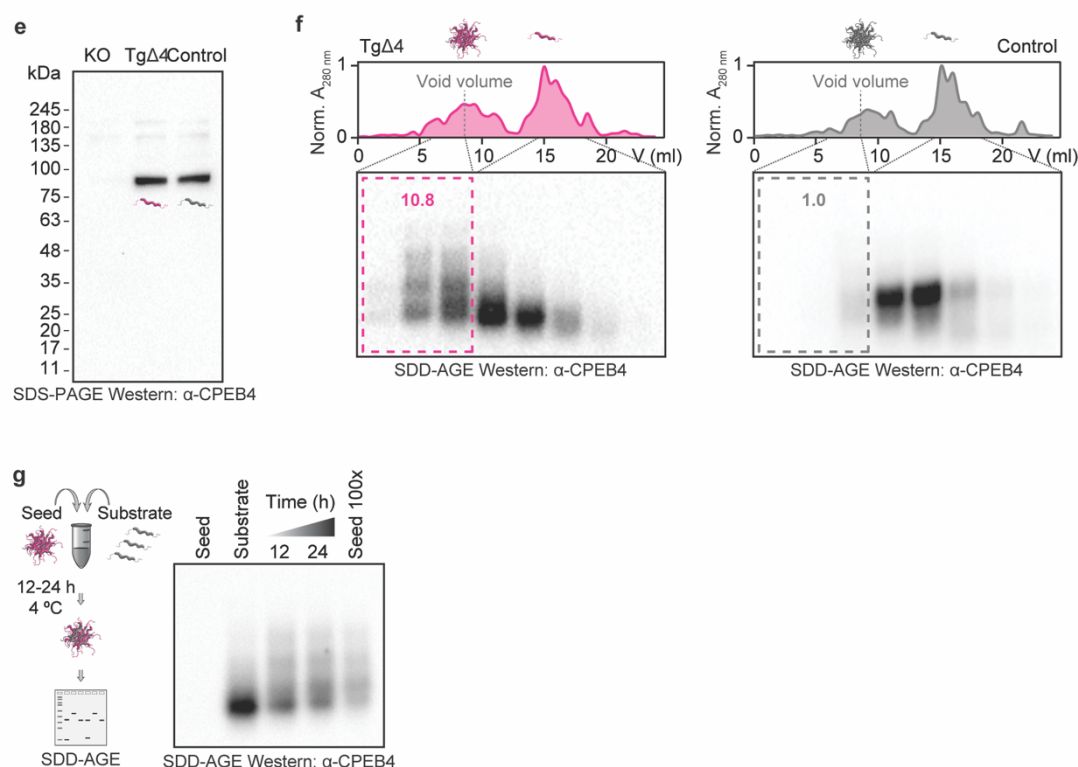 e
KO TgΔ4 Control
kDa
245
180
135
100
75
63
48
35
25
20
17
11
SDS-PAGE Western: α-CPEB4
f
TgΔ4
Void volume
Norm. A280 nm
1
0
0 5 10 15 20 V (ml)
10.8
SDD-AGE Western: α-CPEB4
Control
Void volume
Norm. A280 nm
1
0
0 5 10 15 20 V (ml)
1.0
SDD-AGE Western: α-CPEB4
g
Seed Substrate
12-24 h
4 ºC
SDD-AGE
Seed
Substrate
Time (h)
12 24
Seed 100x
SDD-AGE Western: α-CPEB4